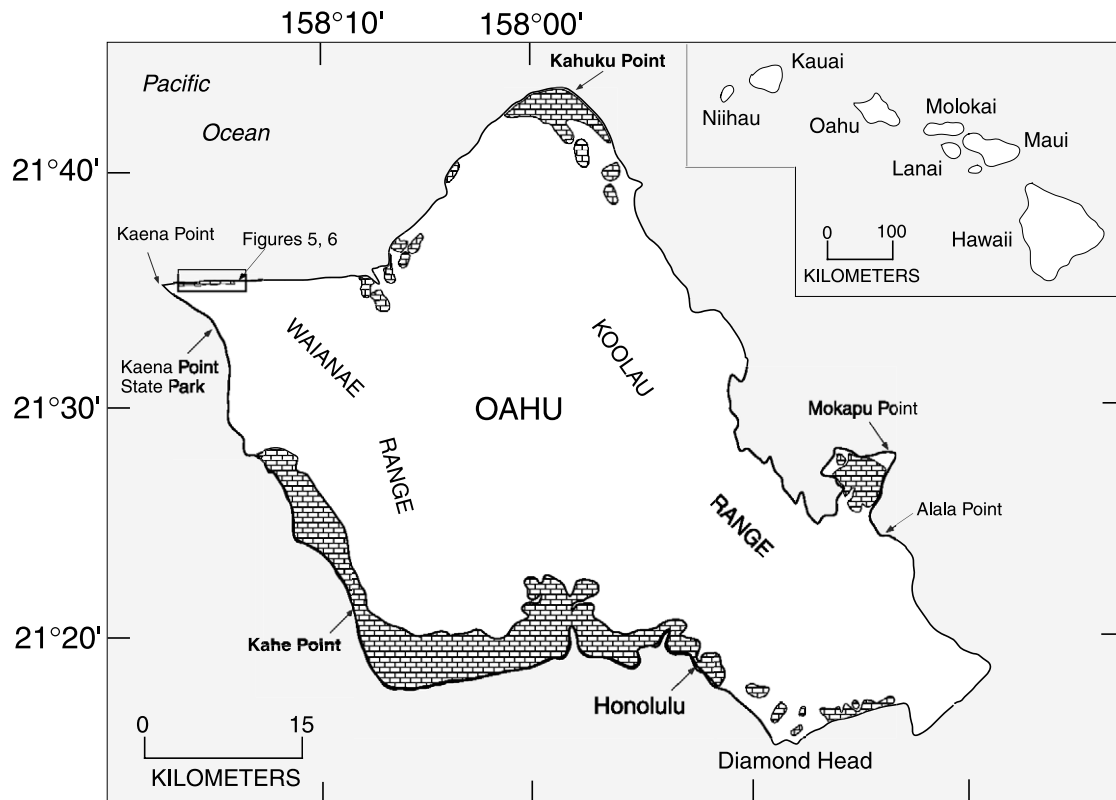 158°10' 158°00'
Pacific
Ocean
Kahuku Point
Kauai
Niihau
Oahu
Molokai
Maui
Lanai
Hawaii
0 100
KILOMETERS
21°40'
Kaena Point
Figures 5, 6
WAIANAE
RANGE
KOOLAU
RANGE
Kaena Point
State Park
21°30'
OAHU
Mokapu Point
Alala Point
21°20'
Kahe Point
Honolulu
Diamond Head
0 15
KILOMETERS